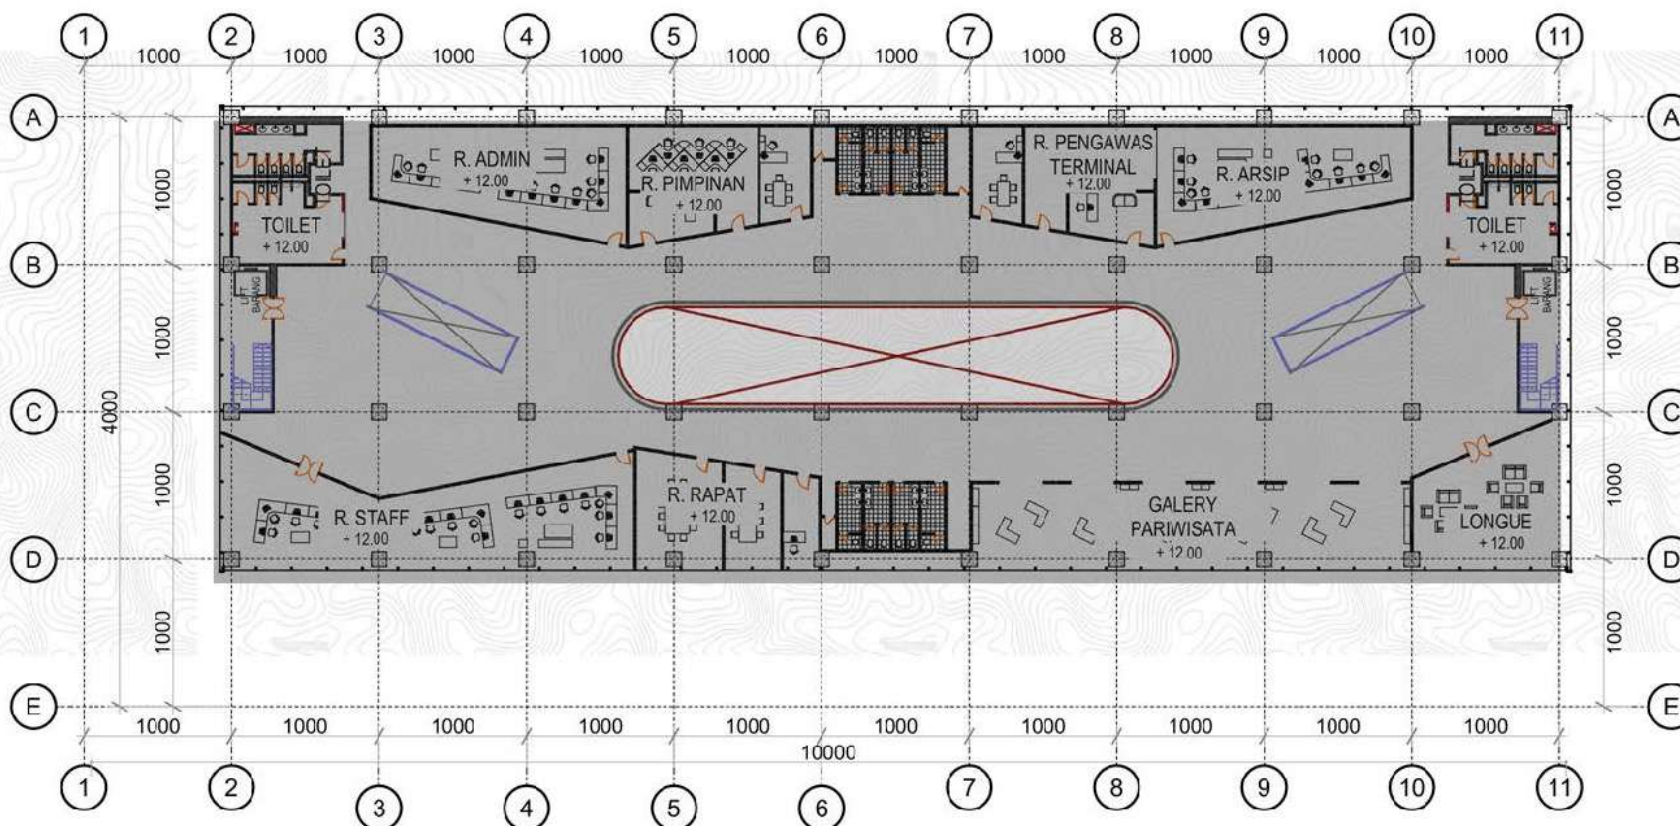 1 2 3 4 5 6 7 8 9 10 11
1000 1000 1000 1000 1000 1000 1000 1000 1000 1000
A A
B B
C C
D D
E E
1000 1000
1000 1000
1000 1000
1000 1000
4000
TOILET
TOILET
+ 12.00
R. ADMIN
+ 12.00
R. PIMPINAN
+ 12.00
R. PENGAWAS
TERMINAL
+ 12.00
R. ARSIP
+ 12.00
TOILET
TOILET
+ 12.00
LIFT
BARANG
LIFT
BARANG
R. STAFF
+ 12.00
R. RAPAT
+ 12.00
GALERY
PARIWISATA
+ 12.00
LONGUE
+ 12.00
1000 1000 1000 1000 1000 1000 1000 1000 1000 1000
10000
1 2 3 4 5 6 7 8 9 10 11